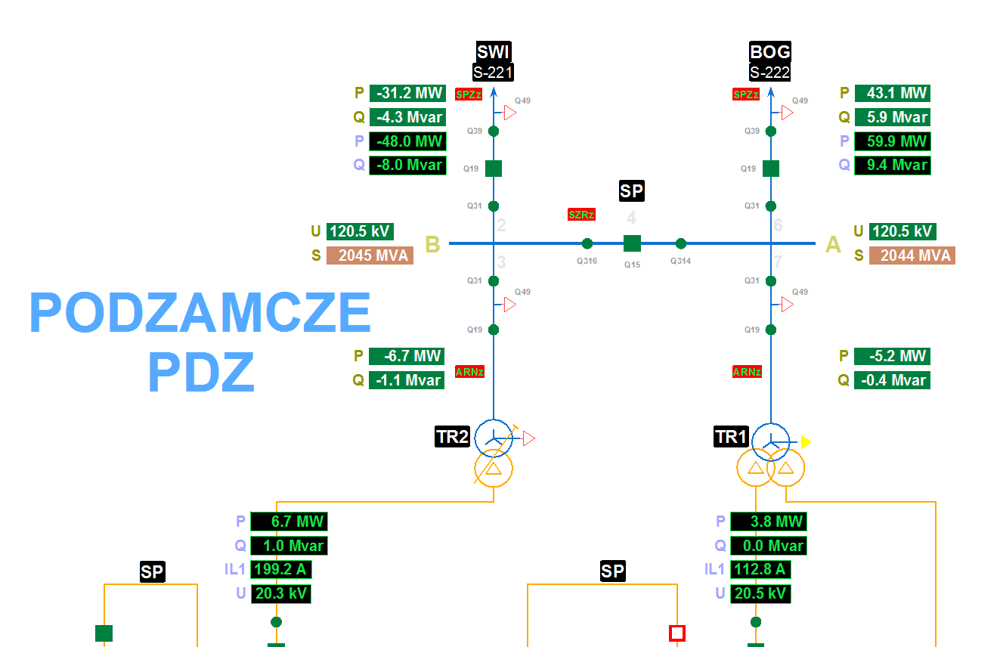 SWI
S-221
BOG
S-222
P -31.2 MW
Q -4.3 Mvar
P -48.0 MW
Q -8.0 Mvar
SPZz
Q49
Q39
Q19
Q31
2
SPZz
Q49
Q39
Q19
Q31
6
P 43.1 MW
Q 5.9 Mvar
P 59.9 MW
Q 9.4 Mvar
SP
4
SZRz
U 120.5 kV
S 2045 MVA
B
Q316
Q15
Q314
A
U 120.5 kV
S 2044 MVA
3
Q31
Q49
Q19
7
Q31
Q49
Q19
PODZAMCZE
PDZ
P -6.7 MW
Q -1.1 Mvar
ARNz
ARNz
P -5.2 MW
Q -0.4 Mvar
TR2
TR1
P 6.7 MW
Q 1.0 Mvar
IL1 199.2 A
U 20.3 kV
P 3.8 MW
Q 0.0 Mvar
IL1 112.8 A
U 20.5 kV
SP
SP